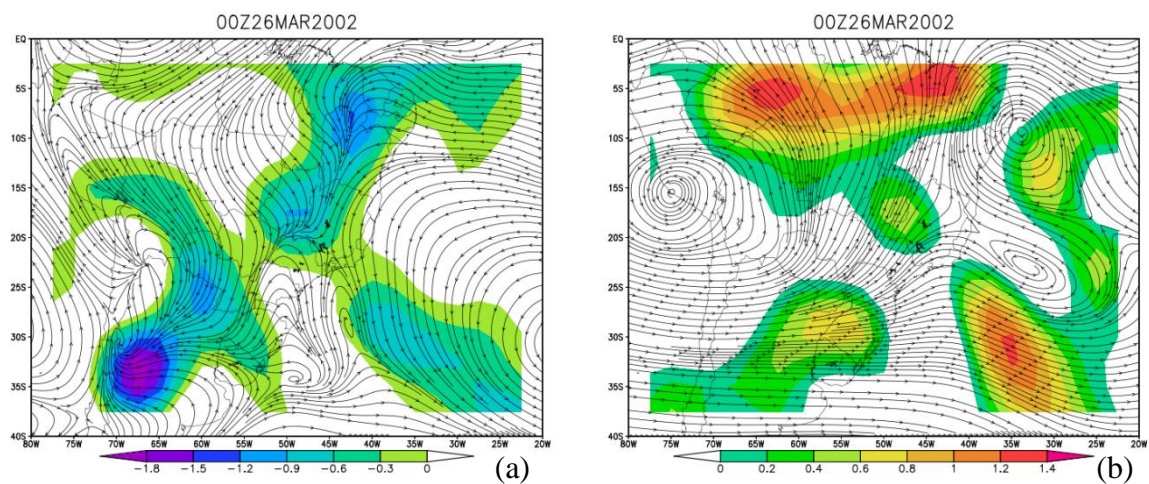 00Z26MAR2002
EQ
5S
10S
15S
20S
25S
30S
35S
40S
80W 75W 70W 65W 60W 55W 50W 45W 40W 35W 30W 25W 20W
-1.8 -1.5 -1.2 -0.9 -0.6 -0.3 0
(a)
00Z26MAR2002
EQ
5S
10S
15S
20S
25S
30S
35S
40S
80W 75W 70W 65W 60W 55W 50W 45W 40W 35W 30W 25W 20W
0 0.2 0.4 0.6 0.8 1 1.2 1.4
(b)